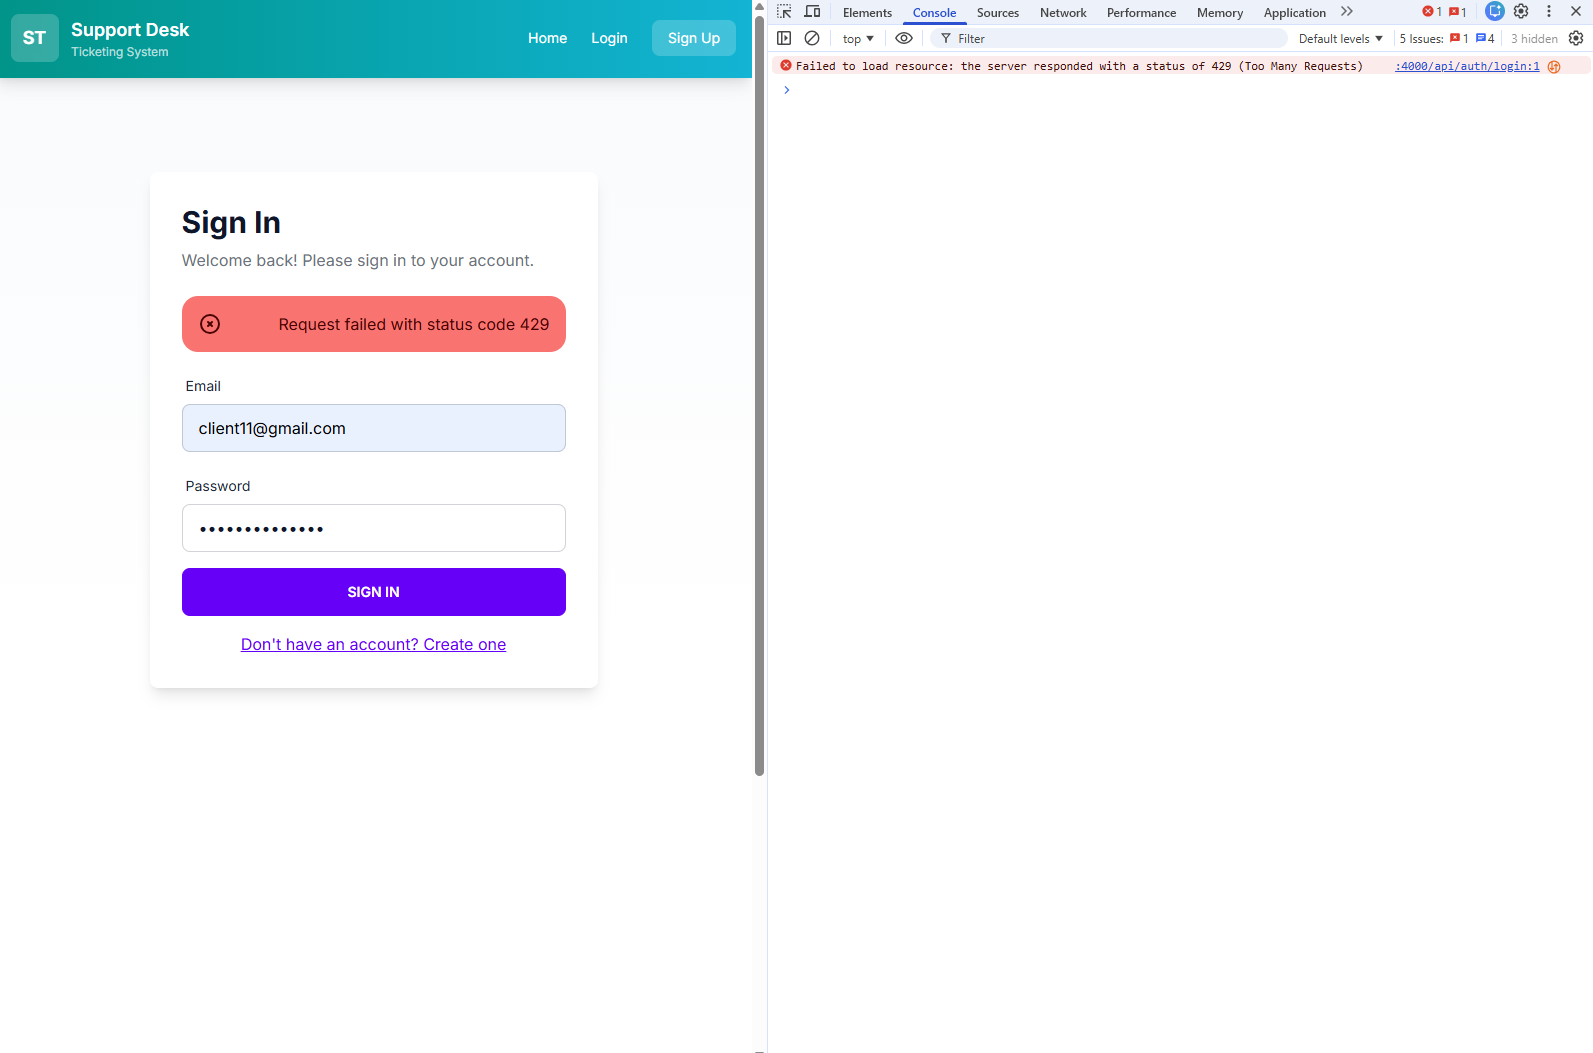 ST
Support Desk
Ticketing System
Home
Login
Sign Up
Sign In
Welcome back! Please sign in to your account.
Request failed with status code 429
Email
client11@gmail.com
Password
••••••••••••••
SIGN IN
Don't have an account? Create one
Elements
Console
Sources
Network
Performance
Memory
Application
1
1
top
Filter
Default levels
5 Issues:
1
4
3 hidden
Failed to load resource: the server responded with a status of 429 (Too Many Requests)
:4000/api/auth/login:1